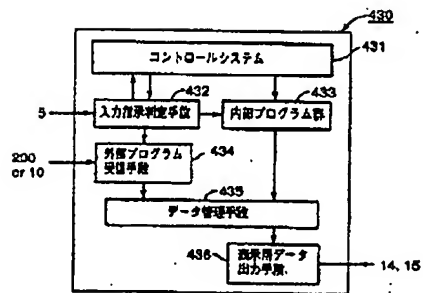 430
コントロールシステム
431
432
433
5
入力指示判定手段
内部プログラム群
200
or 10
外部プログラム
受信手段
434
435
データ管理手段
436
表示用データ
出力手段
14, 15